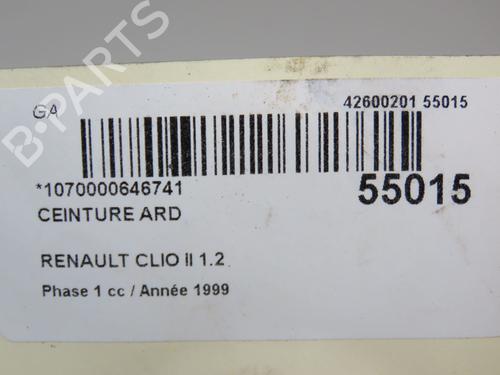 GA
42600201 55015
*1070000646741
55015
CEINTURE ARD
RENAULT CLIO II 1.2
Phase 1 cc / Année 1999
B-PARTS